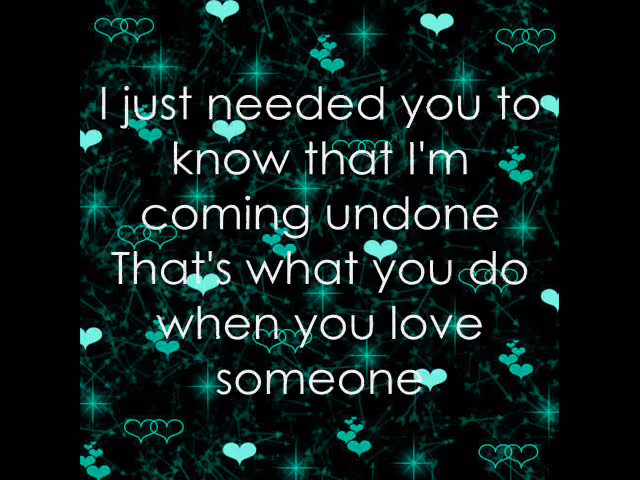 I just needed you to
know that I'm
coming undone
That's what you do
when you love
someone